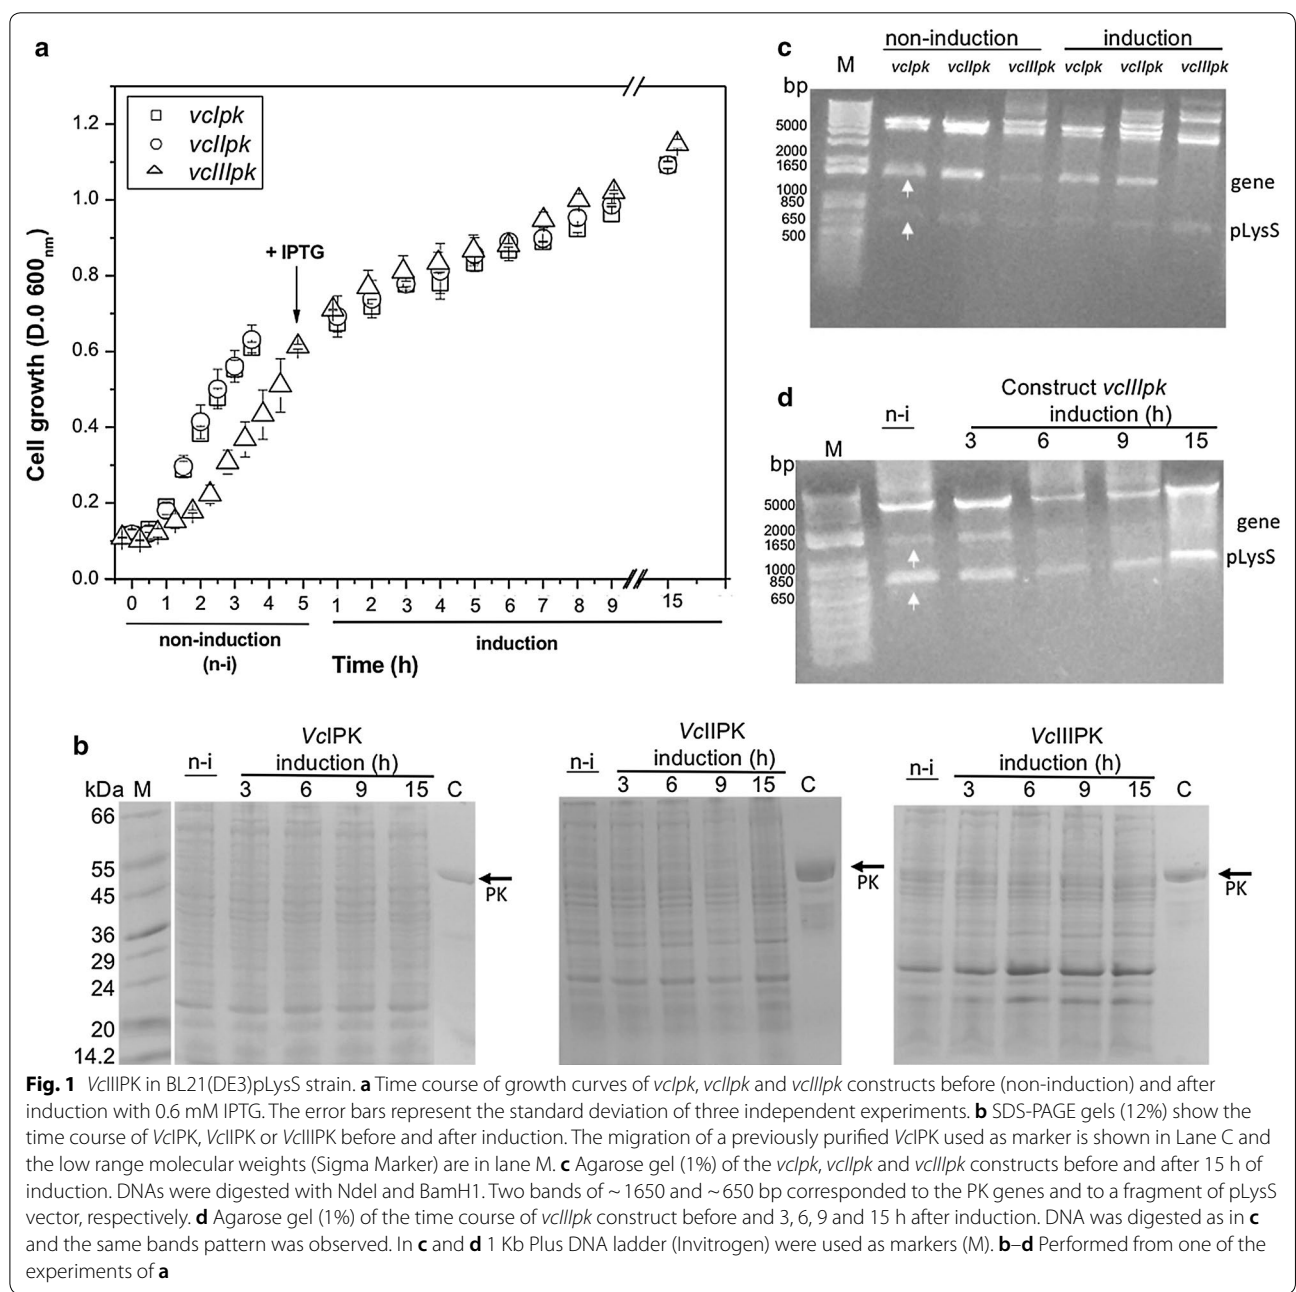 a
1.2
1.0
0.8
0.6
0.4
0.2
0.0
Cell growth (D.0 600nm)
vcIpk
vcIIpk
vcIIIpk
+ IPTG
0 1 2 3 4 5 1 2 3 4 5 6 7 8 9 15
non-induction
(n-i)
induction
Time (h)
c
non-induction induction
M vcIpk vcIIpk vcIIIpk vcIpk vcIIpk vcIIIpk
bp
5000
2000
1650
1000
850
650
500
gene
pLysS
d
Construct vcIIIpk
n-i induction (h)
M 3 6 9 15
bp
5000
2000
1650
1000
850
650
gene
pLysS
b
VcIPK
n-i induction (h)
kDa M 3 6 9 15 C
66
55
45
36
29
24
20
14.2
PK
VcIIPK
n-i induction (h)
3 6 9 15 C
PK
VcIIIPK
n-i induction (h)
3 6 9 15 C
PK
Fig. 1 VcIIIPK in BL21(DE3)pLysS strain. a Time course of growth curves of vcIpk, vcIIpk and vcIIIpk constructs before (non-induction) and after
induction with 0.6 mM IPTG. The error bars represent the standard deviation of three independent experiments. b SDS-PAGE gels (12%) show the
time course of VcIPK, VcIIPK or VcIIIPK before and after induction. The migration of a previously purified VcIPK used as marker is shown in Lane C and
the low range molecular weights (Sigma Marker) are in lane M. c Agarose gel (1%) of the vcIpk, vcIIpk and vcIIIpk constructs before and after 15 h of
induction. DNAs were digested with NdeI and BamH1. Two bands of ~ 1650 and ~ 650 bp corresponded to the PK genes and to a fragment of pLysS
vector, respectively. d Agarose gel (1%) of the time course of vcIIIpk construct before and 3, 6, 9 and 15 h after induction. DNA was digested as in c
and the same bands pattern was observed. In c and d 1 Kb Plus DNA ladder (Invitrogen) were used as markers (M). b–d Performed from one of the
experiments of a